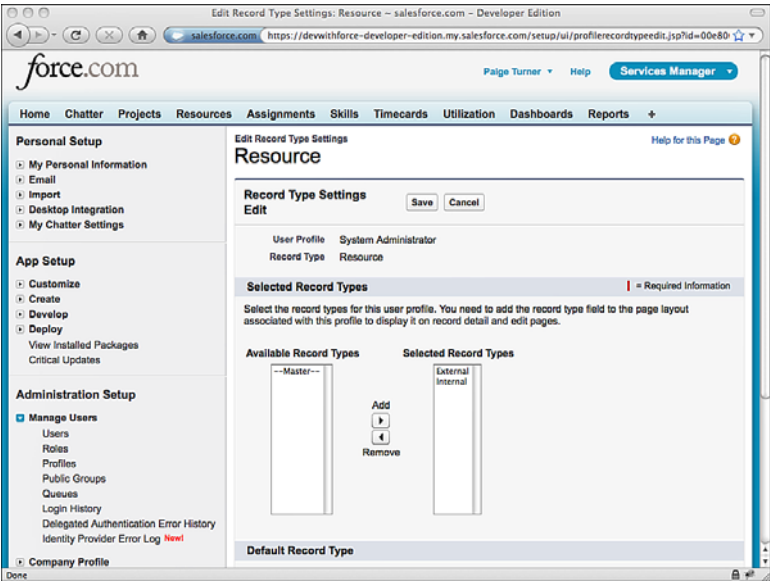 Edit Record Type Settings: Resource ~ salesforce.com - Developer Edition
salesforce.com https://devwithforce-developer-edition.my.salesforce.com/setup/ui/profilerecordtypeedit.jsp?id=00e80
force.com
Paige Turner Help Services Manager
Home Chatter Projects Resources Assignments Skills Timecards Utilization Dashboards Reports +
Personal Setup
My Personal Information
Email
Import
Desktop Integration
My Chatter Settings
App Setup
Customize
Create
Develop
Deploy
View Installed Packages
Critical Updates
Administration Setup
Manage Users
Users
Roles
Profiles
Public Groups
Queues
Login History
Delegated Authentication Error History
Identity Provider Error Log New!
Company Profile
Edit Record Type Settings
Resource
Help for this Page ?
Record Type Settings
Edit
Save Cancel
User Profile System Administrator
Record Type Resource
Selected Record Types
= Required Information
Select the record types for this user profile. You need to add the record type field to the page layout
associated with this profile to display it on record detail and edit pages.
Available Record Types Selected Record Types
--Master--
External
Internal
Add
Remove
Default Record Type
Done